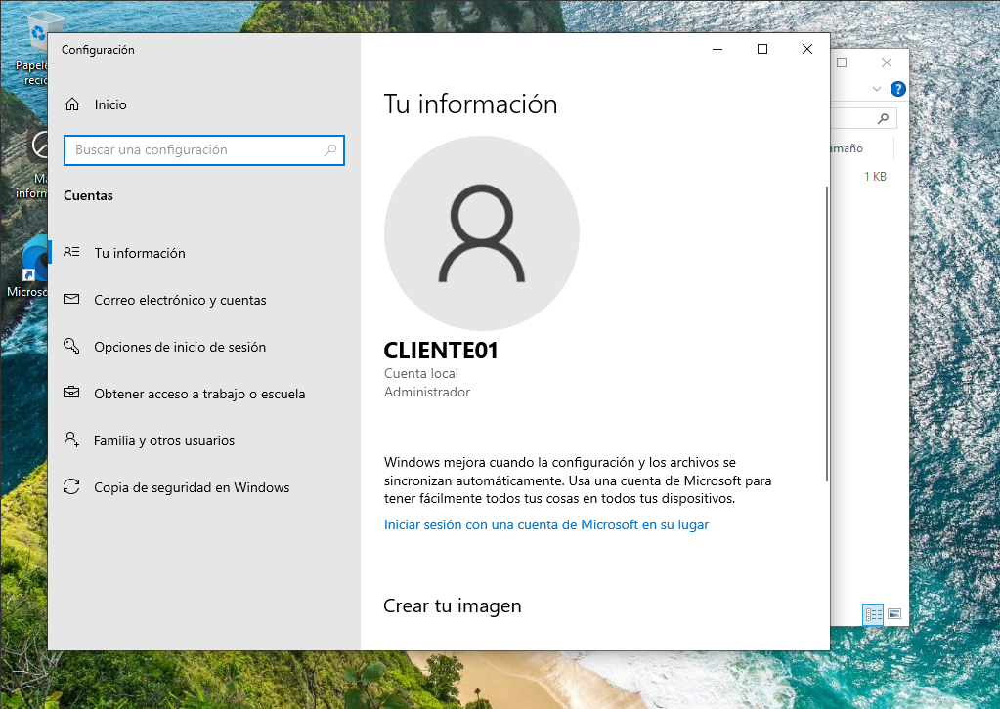 Configuración
Inicio
Buscar una configuración
Cuentas
Tu información
Correo electrónico y cuentas
Opciones de inicio de sesión
Obtener acceso a trabajo o escuela
Familia y otros usuarios
Copia de seguridad en Windows
Tu información
CLIENTE01
Cuenta local
Administrador
Windows mejora cuando la configuración y los archivos se
sincronizan automáticamente. Usa una cuenta de Microsoft para
tener fácilmente todos tus cosas en todos tus dispositivos.
Iniciar sesión con una cuenta de Microsoft en su lugar
Crear tu imagen
?
amaño
1 KB
Papele
recic
Má
inform
Microso